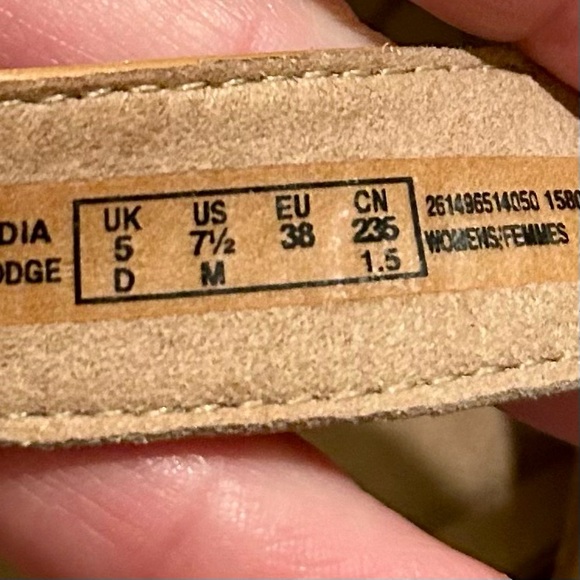 DIA
ODGE
UK US EU CN
5 7½ 38 235
D M 1.5
261496514050 1580
WOMENS/FEMMES